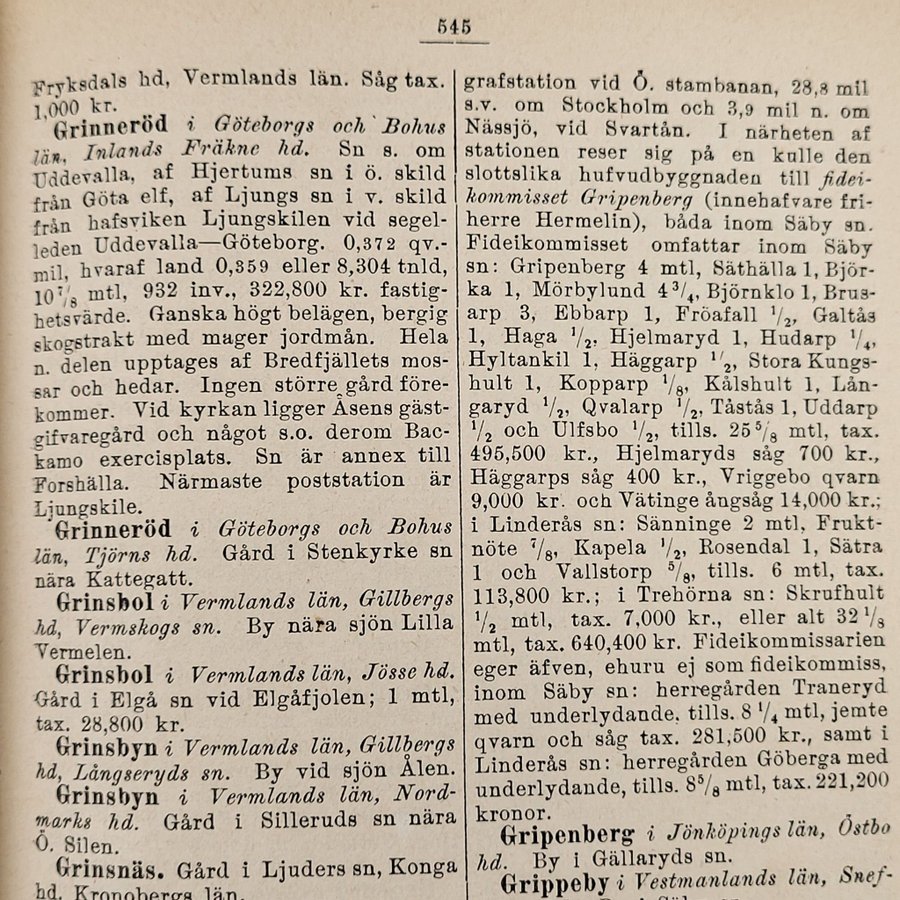 545
Fryksdals hd, Vermlands län. Såg tax.
1,000 kr.
Grinneröd i Göteborgs och Bohus
län, Inlands Fräkne hd. Sn s. om
Uddevalla, af Hjertums sn i ö. skild
från Göta elf, af Ljungs sn i v. skild
från hafsviken Ljungskilen vid segel-
leden Uddevalla—Göteborg. 0,372 qv.-
mil, hvaraf land 0,359 eller 8,304 tnld,
10⁷/₈ mtl, 932 inv., 322,800 kr. fastig-
hetsvärde. Ganska högt belägen, bergig
skogstrakt med mager jordmån. Hela
n. delen upptages af Bredfjällets mos-
sar och hedar. Ingen större gård före-
kommer. Vid kyrkan ligger Åsens gäst-
gifvaregård och något s.o. derom Bac-
kamo exercisplats. Sn är annex till
Forshälla. Närmaste poststation är
Ljungskile.
Grinneröd i Göteborgs och Bohus
län, Tjörns hd. Gård i Stenkyrke sn
nära Kattegatt.
Grinsbol i Vermlands län, Gillbergs
hd, Vermskogs sn. By nära sjön Lilla
Vermelen.
Grinsbol i Vermlands län, Jösse hd.
Gård i Elgå sn vid Elgåfjolen; 1 mtl,
tax. 28,800 kr.
Grinsbyn i Vermlands län, Gillbergs
hd, Långseryds sn. By vid sjön Ålen.
Grinsbyn i Vermlands län, Nord-
marks hd. Gård i Silleruds sn nära
Ö. Silen.
Grinsnäs. Gård i Ljuders sn, Konga
hd, Kronobergs län.
grafstation vid Ö. stambanan, 28,8 mil
s.v. om Stockholm och 3,9 mil n. om
Nässjö, vid Svartån. I närheten af
stationen reser sig på en kulle den
slottslika hufvudbyggnaden till fidei-
kommisset Gripenberg (innehafvare fri-
herre Hermelin), båda inom Säby sn.
Fideikommisset omfattar inom Säby
sn: Gripenberg 4 mtl, Säthälla 1, Björ-
ka 1, Mörbylund 4³/₄, Björnklo 1, Brus-
arp 3, Ebbarp 1, Fröafall ¹/₂, Galtås
1, Haga ¹/₂, Hjelmaryd 1, Hudarp ¹/₄,
Hyltankil 1, Häggarp ¹/₂, Stora Kungs-
hult 1, Kopparp ¹/₈, Kålshult 1, Lån-
garyd ¹/₂, Qvalarp ¹/₂, Tåstås 1, Uddarp
¹/₂ och Ulfsbo ¹/₂, tills. 25⁵/₈ mtl, tax.
495,500 kr., Hjelmaryds såg 700 kr.,
Häggarps såg 400 kr., Vriggebo qvarn
9,000 kr. och Vätinge ångsåg 14,000 kr.;
i Linderås sn: Sänninge 2 mtl, Frukt-
nöte ⁷/₈, Kapela ¹/₂, Rosendal 1, Sätra
1 och Vallstorp ⁵/₈, tills. 6 mtl, tax.
113,800 kr.; i Trehörna sn: Skrufhult
¹/₂ mtl, tax. 7,000 kr., eller alt 32¹/₈
mtl, tax. 640,400 kr. Fideikommissarien
eger äfven, ehuru ej som fideikommiss,
inom Säby sn: herregården Traneryd
med underlydande, tills. 8¹/₄ mtl, jemte
qvarn och såg tax. 281,500 kr., samt i
Linderås sn: herregården Göberga med
underlydande, tills. 8⁵/₈ mtl, tax. 221,200
kronor.
Gripenberg i Jönköpings län, Östbo
hd. By i Gällaryds sn.
Grippeby i Vestmanlands län, Snef-